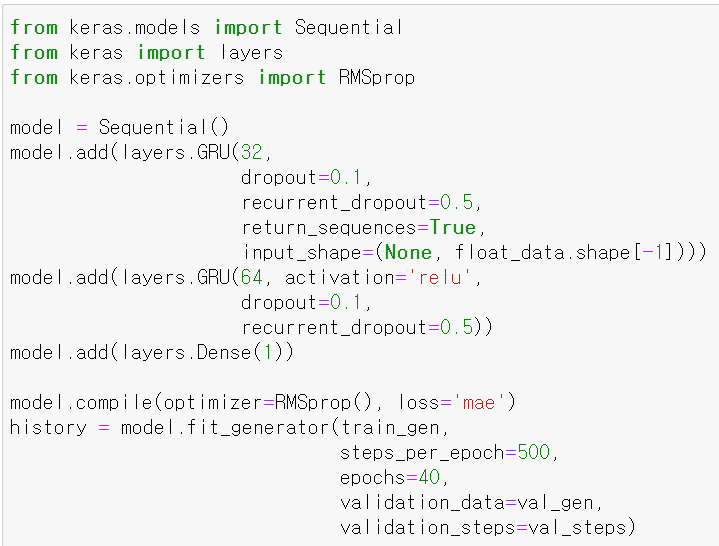 from keras.models import Sequential
from keras import layers
from keras.optimizers import RMSprop

model = Sequential()
model.add(layers.GRU(32,
                     dropout=0.1,
                     recurrent_dropout=0.5,
                     return_sequences=True,
                     input_shape=(None, float_data.shape[-1])))
model.add(layers.GRU(64, activation='relu',
                     dropout=0.1,
                     recurrent_dropout=0.5))
model.add(layers.Dense(1))

model.compile(optimizer=RMSprop(), loss='mae')
history = model.fit_generator(train_gen,
                              steps_per_epoch=500,
                              epochs=40,
                              validation_data=val_gen,
                              validation_steps=val_steps)